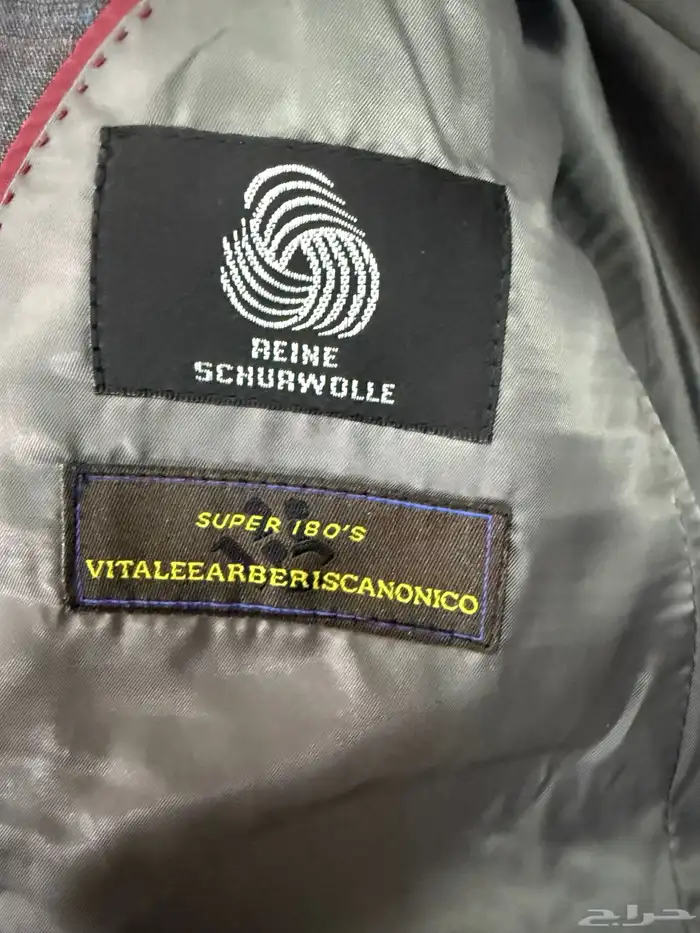 REINE
SCHURWOLLE
SUPER 180'S
VITALEEARBERISCANONICO
حراج